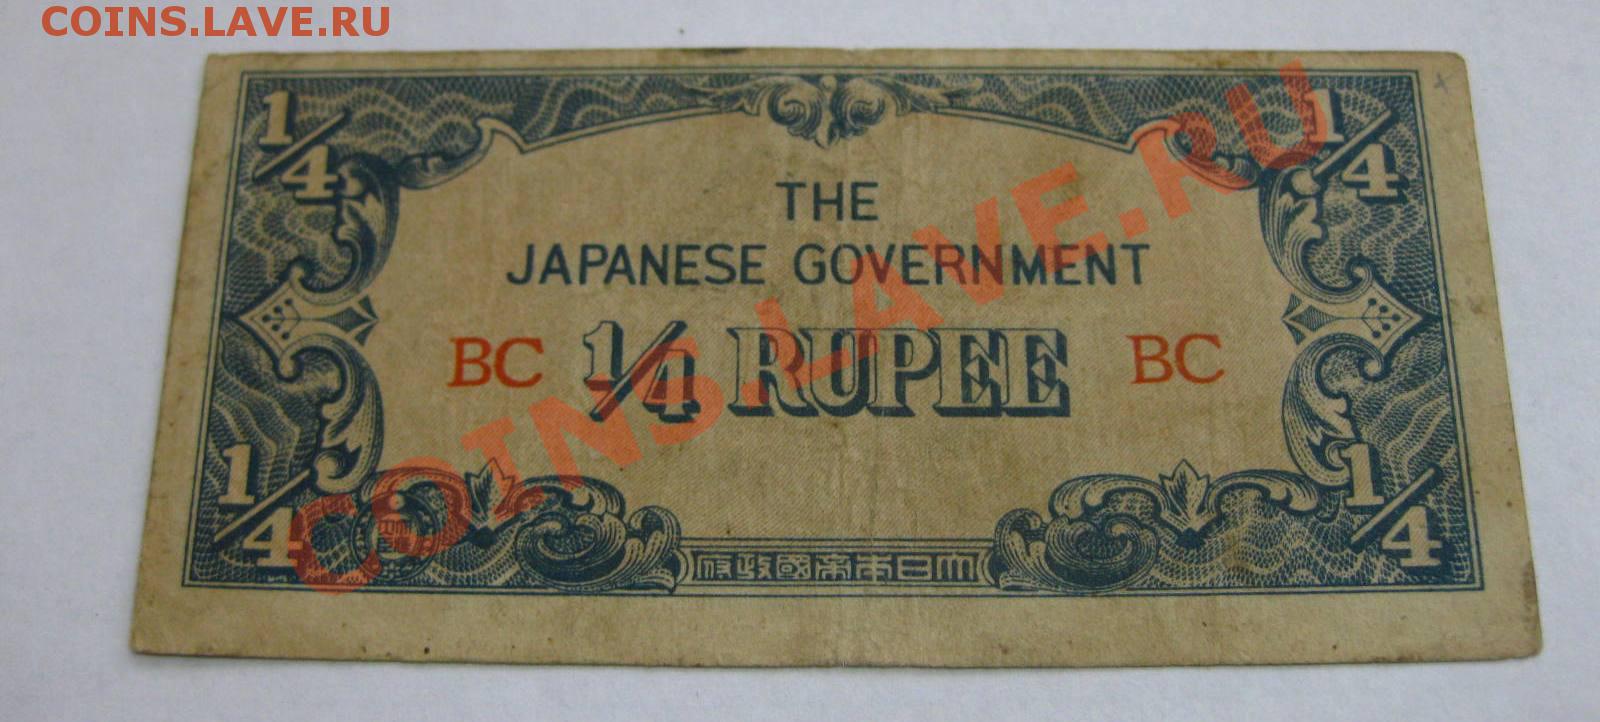 COINS.LAVE.RU
1/4
1/4
THE
JAPANESE GOVERNMENT
BC 1/4 RUPEE BC
1/4
1/4
府政國帝本日大
COINS.LAVE.RU